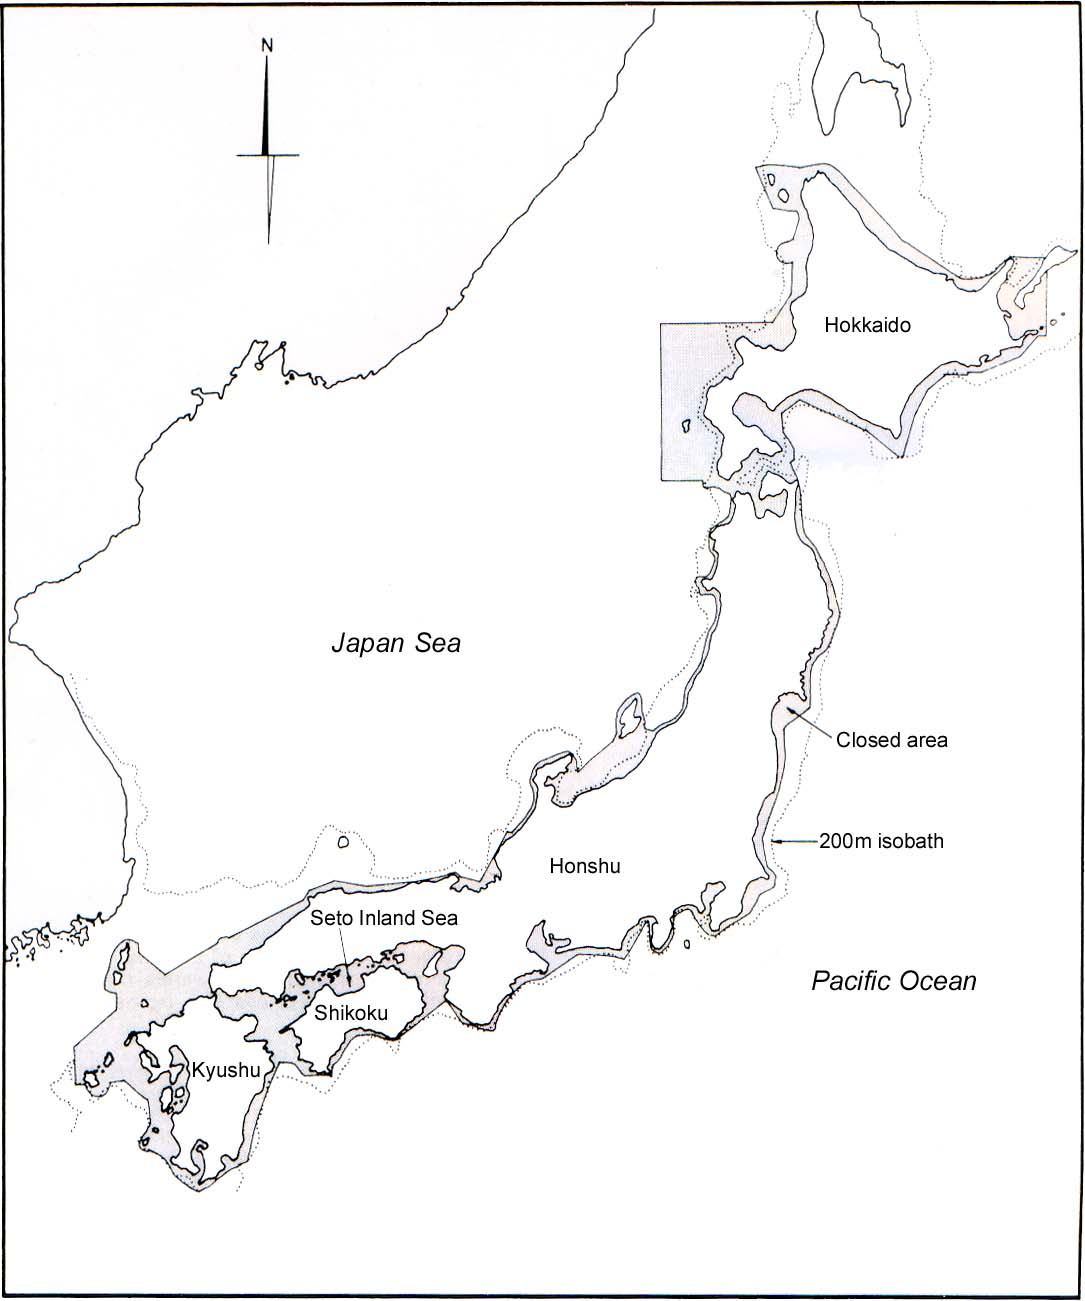 N
Hokkaido
Japan Sea
Closed area
200m isobath
Honshu
Seto Inland Sea
Pacific Ocean
Shikoku
Kyushu